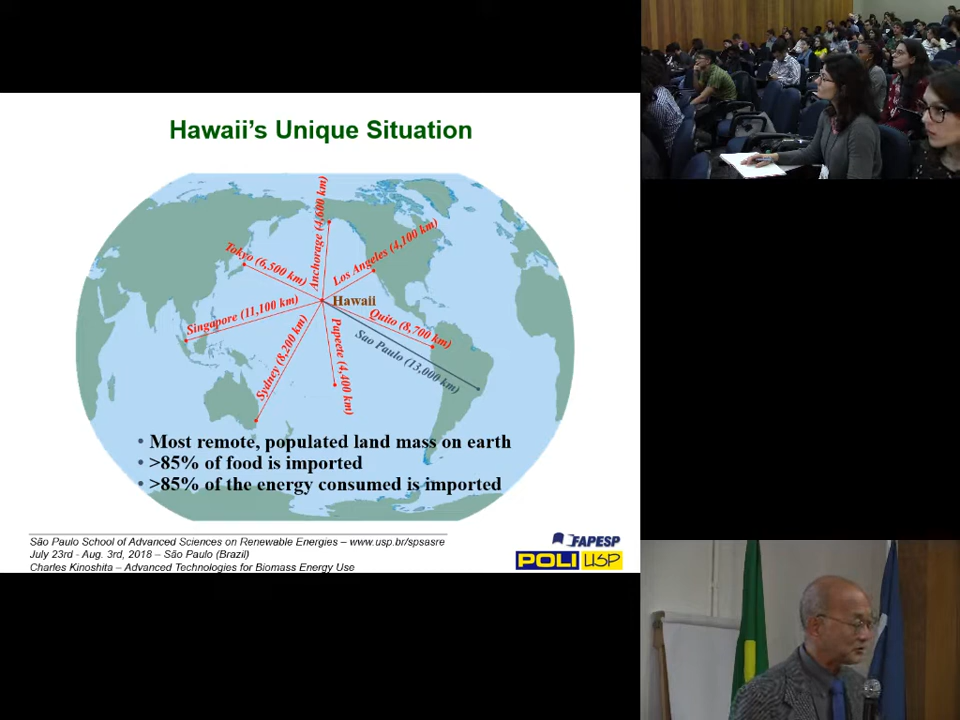 Hawaii's Unique Situation
Anchorage (4,600 km)
Tokyo (6,500 km)
Los Angeles (4,100 km)
Hawaii
Singapore (11,100 km)
Quito (8,700 km)
Sao Paulo (13,000 km)
Sydney (8,200 km)
Papeete (4,400 km)
• Most remote, populated land mass on earth
• >85% of food is imported
• >85% of the energy consumed is imported
São Paulo School of Advanced Sciences on Renewable Energies – www.usp.br/spsasre
July 23rd - Aug. 3rd, 2018 – São Paulo (Brazil)
Charles Kinoshita – Advanced Technologies for Biomass Energy Use
FAPESP
POLI USP